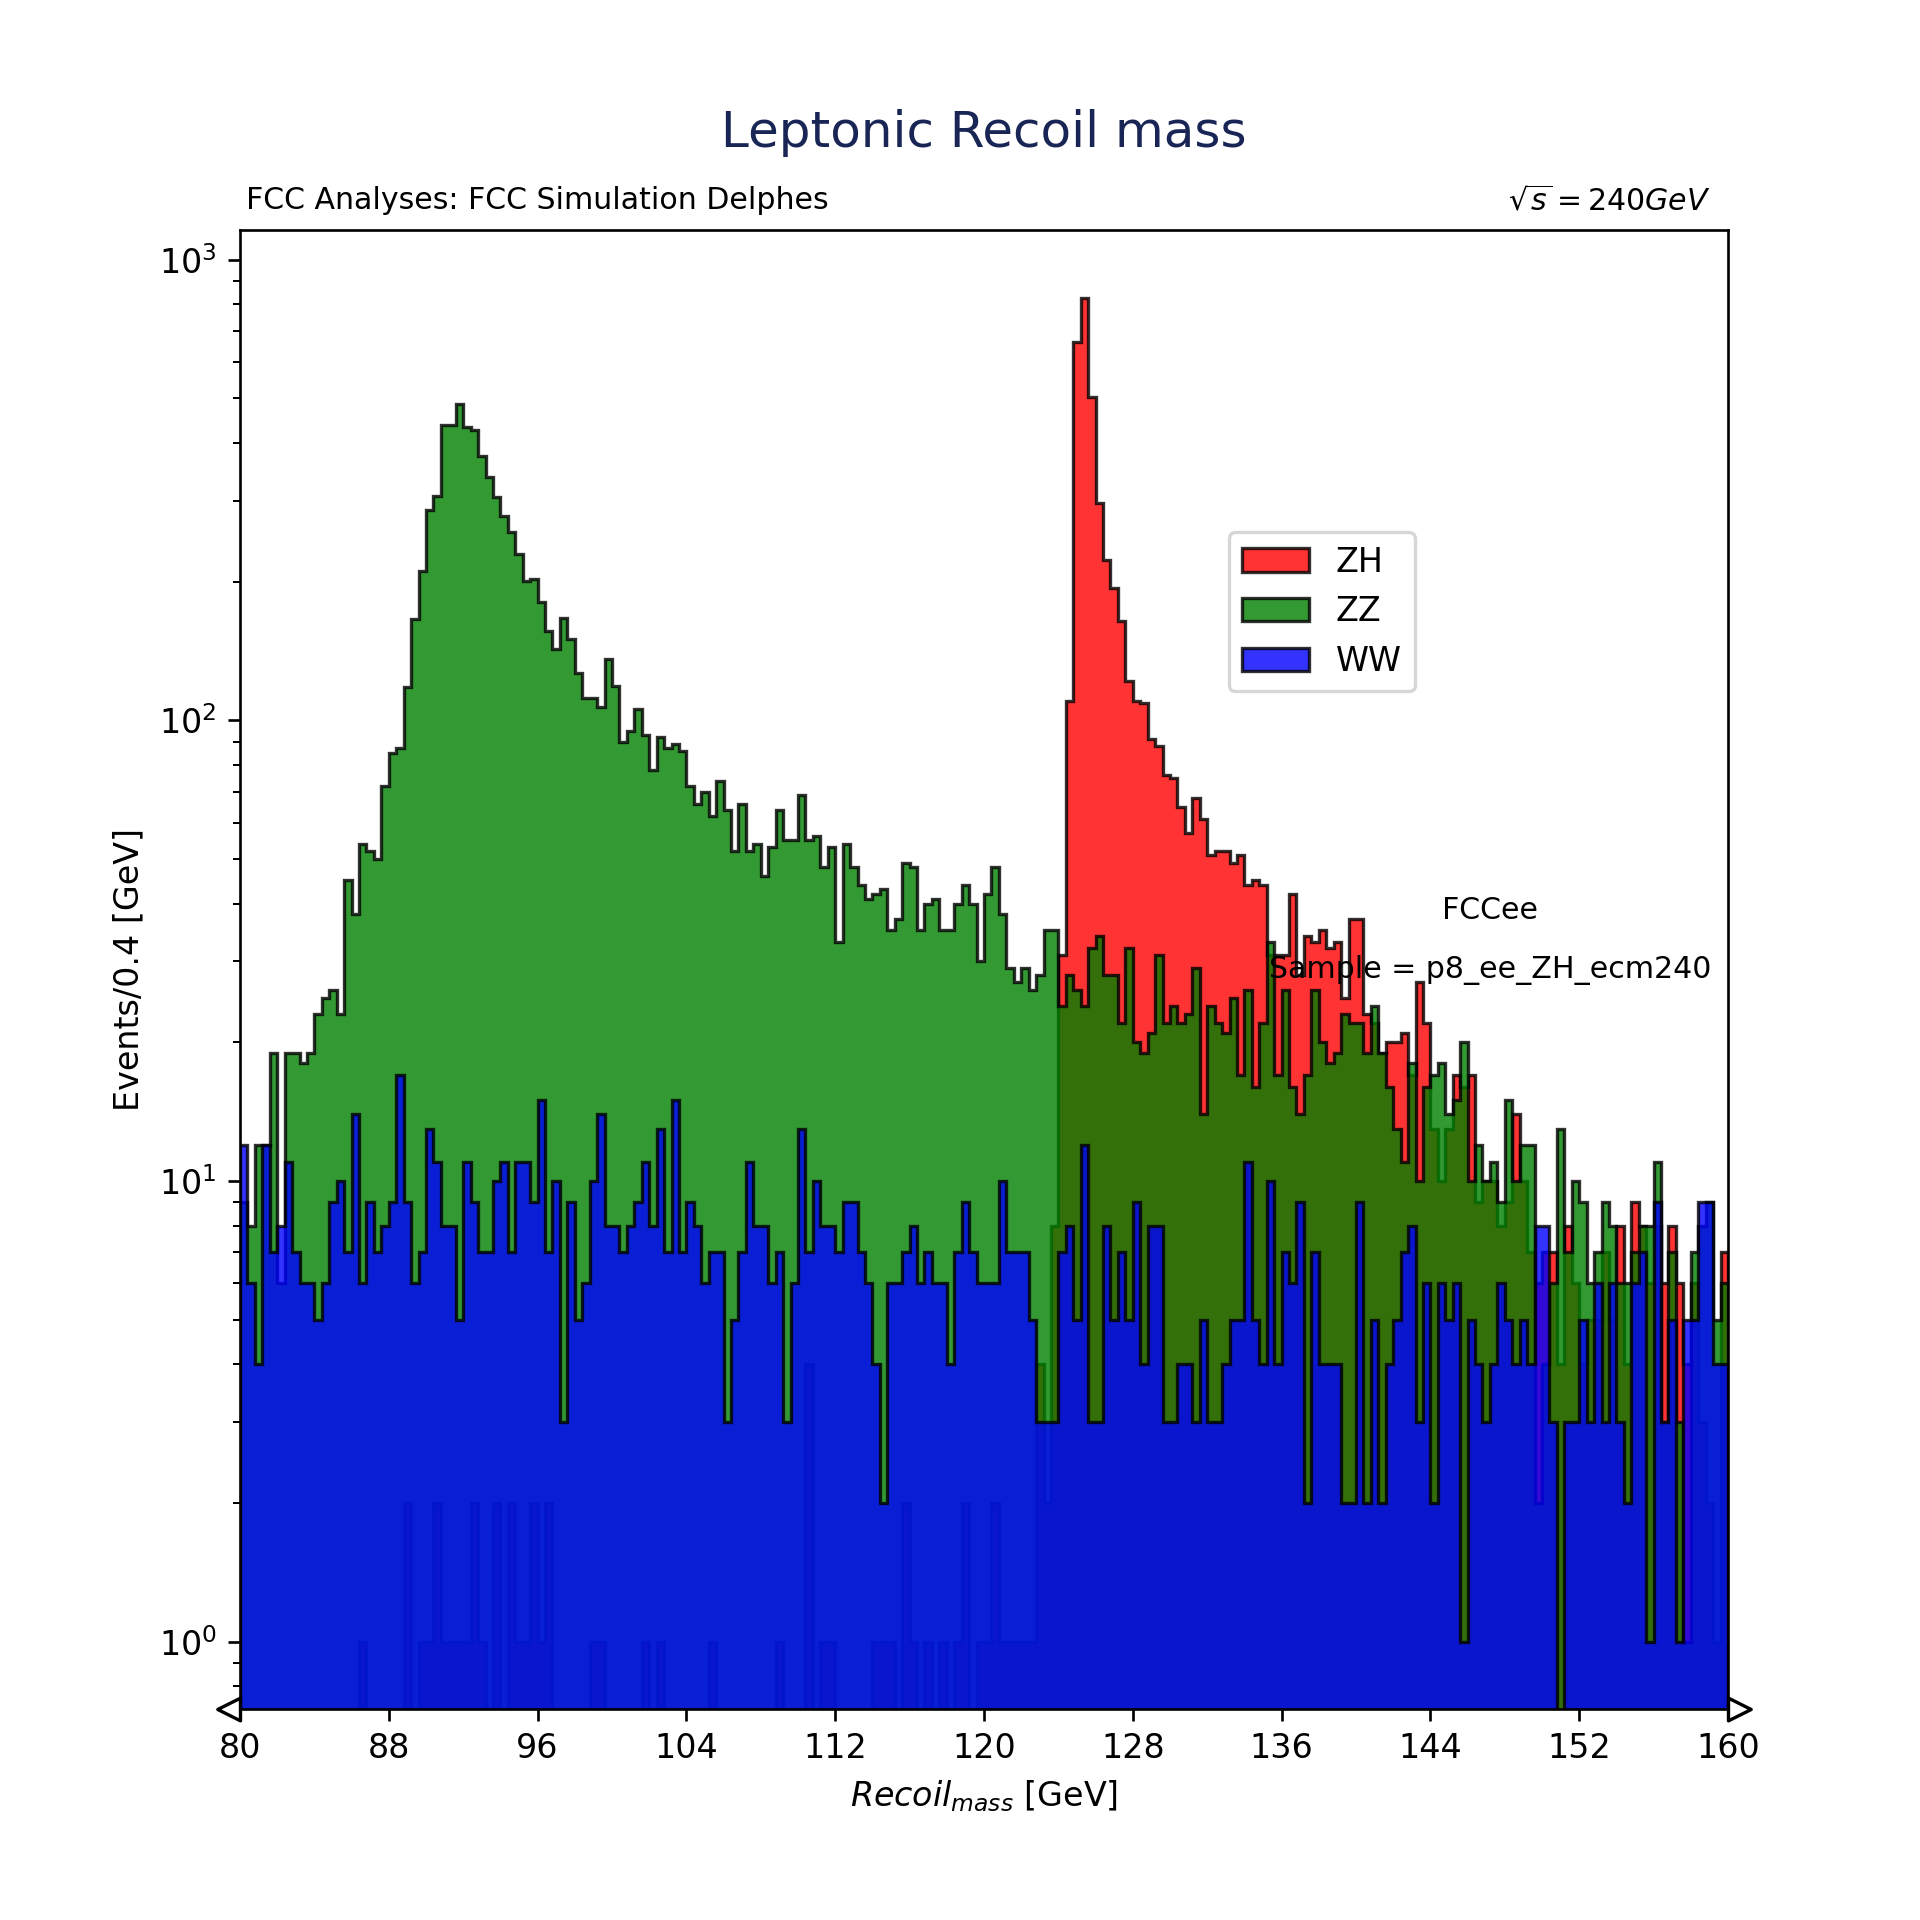 Leptonic Recoil mass
FCC Analyses: FCC Simulation Delphes
√s = 240GeV
10³
10²
10¹
10⁰
Events/0.4 [GeV]
ZH
ZZ
WW
FCCee
Sample = p8_ee_ZH_ecm240
80 88 96 104 112 120 128 136 144 152 160
Recoil_mass [GeV]